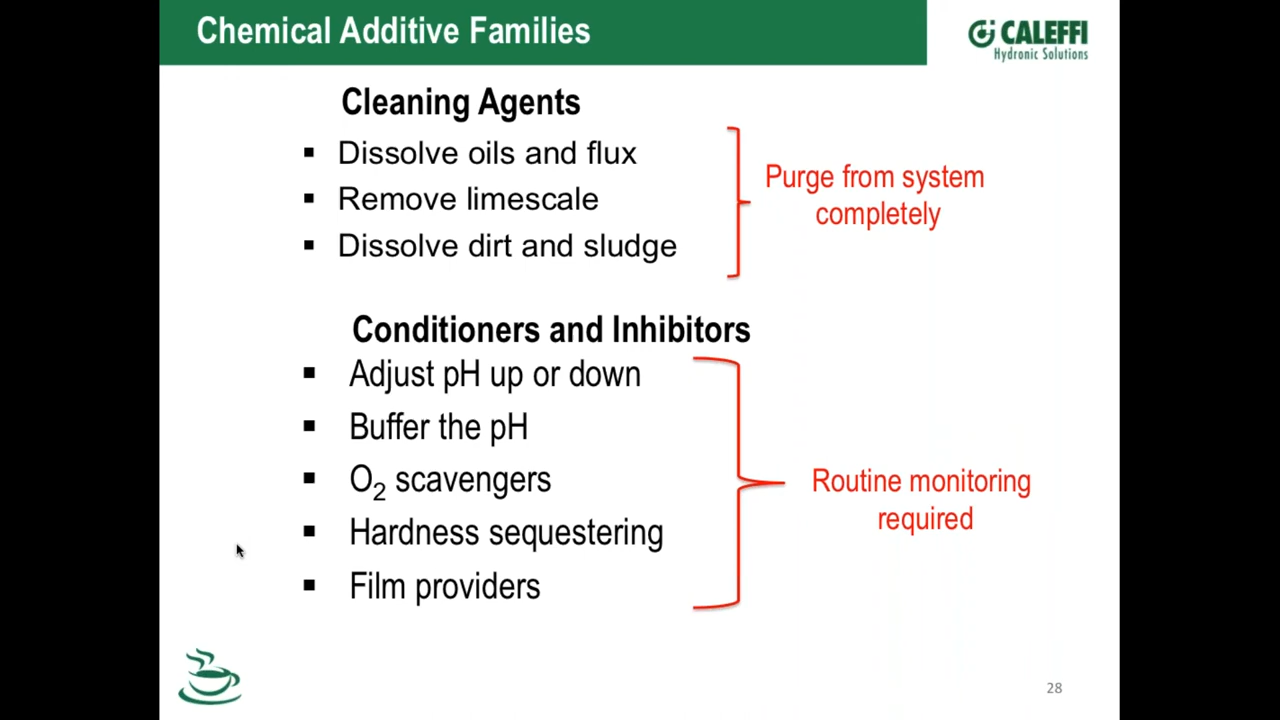 Chemical Additive Families
CALEFFI
Hydronic Solutions
Cleaning Agents
▪ Dissolve oils and flux
▪ Remove limescale
▪ Dissolve dirt and sludge
Purge from system
completely
Conditioners and Inhibitors
▪ Adjust pH up or down
▪ Buffer the pH
▪ O₂ scavengers
▪ Hardness sequestering
▪ Film providers
Routine monitoring
required
28